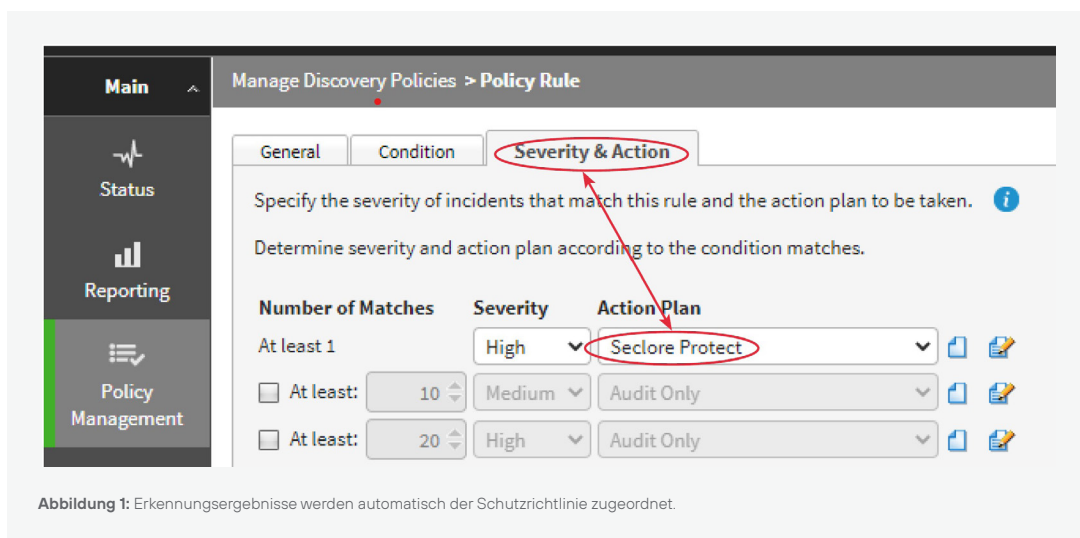 Main
Manage Discovery Policies > Policy Rule
Status
Reporting
Policy
Management
General Condition Severity & Action
Specify the severity of incidents that match this rule and the action plan to be taken. i
Determine severity and action plan according to the condition matches.
Number of Matches Severity Action Plan
At least 1 High Seclore Protect
At least: 10 Medium Audit Only
At least: 20 High Audit Only
Abbildung 1: Erkennungsergebnisse werden automatisch der Schutzrichtlinie zugeordnet.